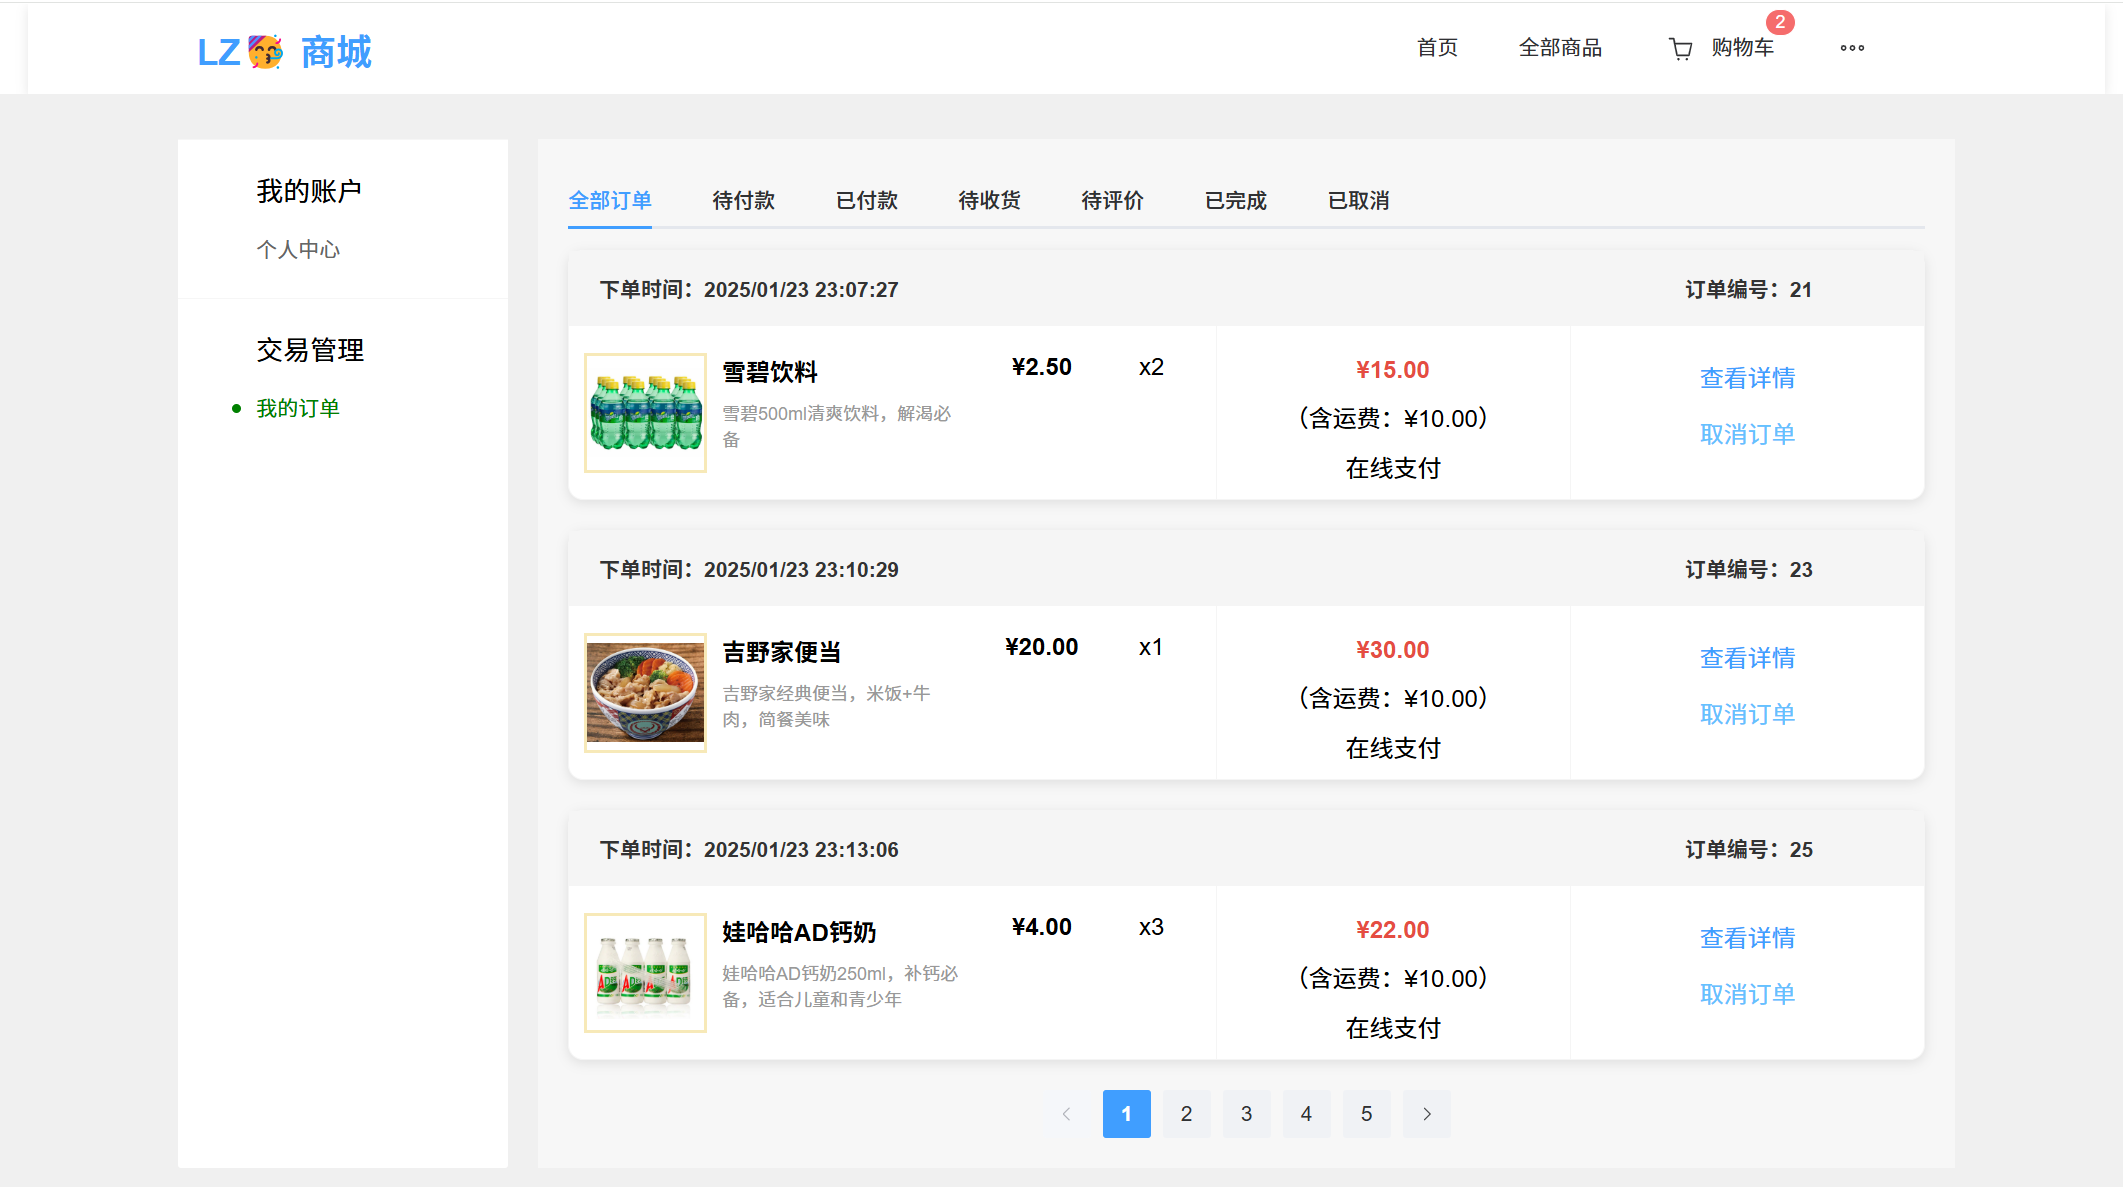 LZ🥳 商城
首页
全部商品
购物车
2
我的账户
个人中心
交易管理
我的订单
全部订单
待付款
已付款
待收货
待评价
已完成
已取消
下单时间：2025/01/23 23:07:27
订单编号：21
雪碧饮料
雪碧500ml清爽饮料，解渴必
备
¥2.50
x2
¥15.00
（含运费：¥10.00）
在线支付
查看详情
取消订单
下单时间：2025/01/23 23:10:29
订单编号：23
吉野家便当
吉野家经典便当，米饭+牛
肉，简餐美味
¥20.00
x1
¥30.00
（含运费：¥10.00）
在线支付
查看详情
取消订单
下单时间：2025/01/23 23:13:06
订单编号：25
娃哈哈AD钙奶
娃哈哈AD钙奶250ml，补钙必
备，适合儿童和青少年
¥4.00
x3
¥22.00
（含运费：¥10.00）
在线支付
查看详情
取消订单
1
2
3
4
5